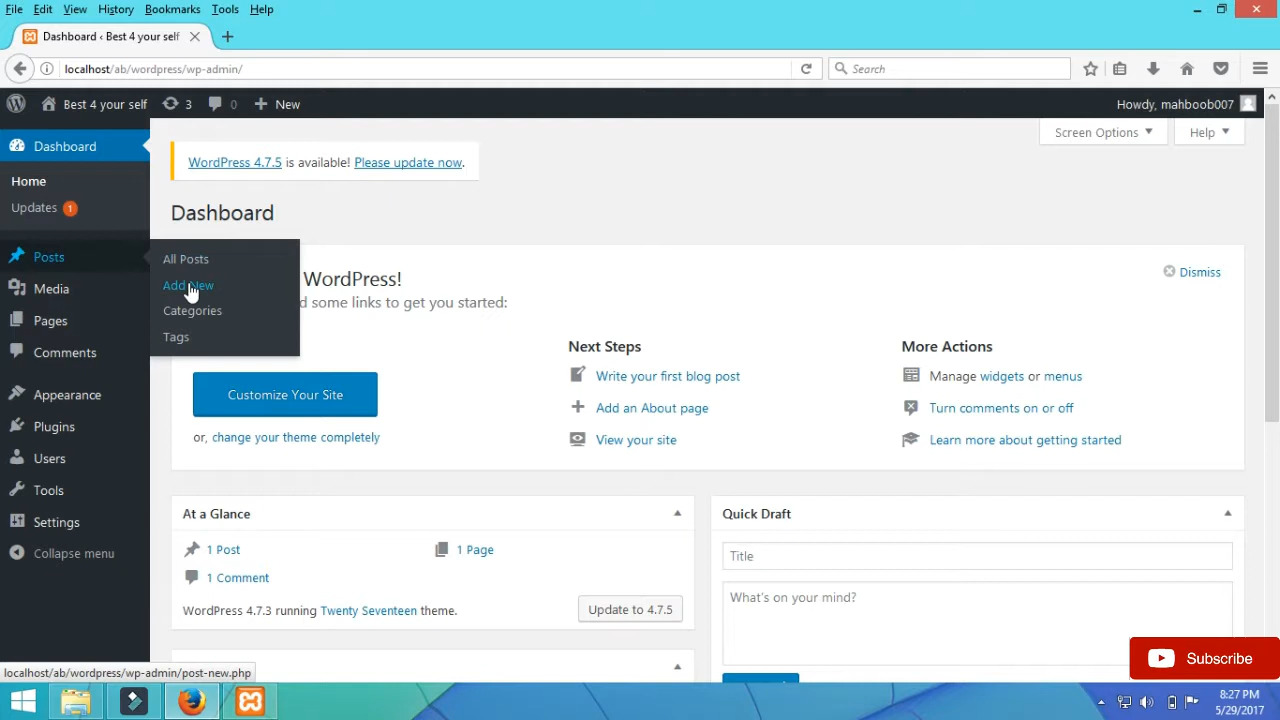 File Edit View History Bookmarks Tools Help
Dashboard ‹ Best 4 your self
localhost/ab/wordpress/wp-admin/
Search
Best 4 your self 3 0 New
Howdy, mahboob007
Dashboard
Home
Updates 1
Posts
Media
Pages
Comments
Appearance
Plugins
Users
Tools
Settings
Collapse menu
All Posts
Add New
Categories
Tags
Screen Options
Help
WordPress 4.7.5 is available! Please update now.
Dashboard
WordPress!
Dismiss
d some links to get you started:
Customize Your Site
or, change your theme completely
Next Steps
Write your first blog post
Add an About page
View your site
More Actions
Manage widgets or menus
Turn comments on or off
Learn more about getting started
At a Glance
1 Post
1 Page
1 Comment
WordPress 4.7.3 running Twenty Seventeen theme.
Update to 4.7.5
Quick Draft
Title
What's on your mind?
Subscribe
localhost/ab/wordpress/wp-admin/post-new.php
8:27 PM
5/29/2017